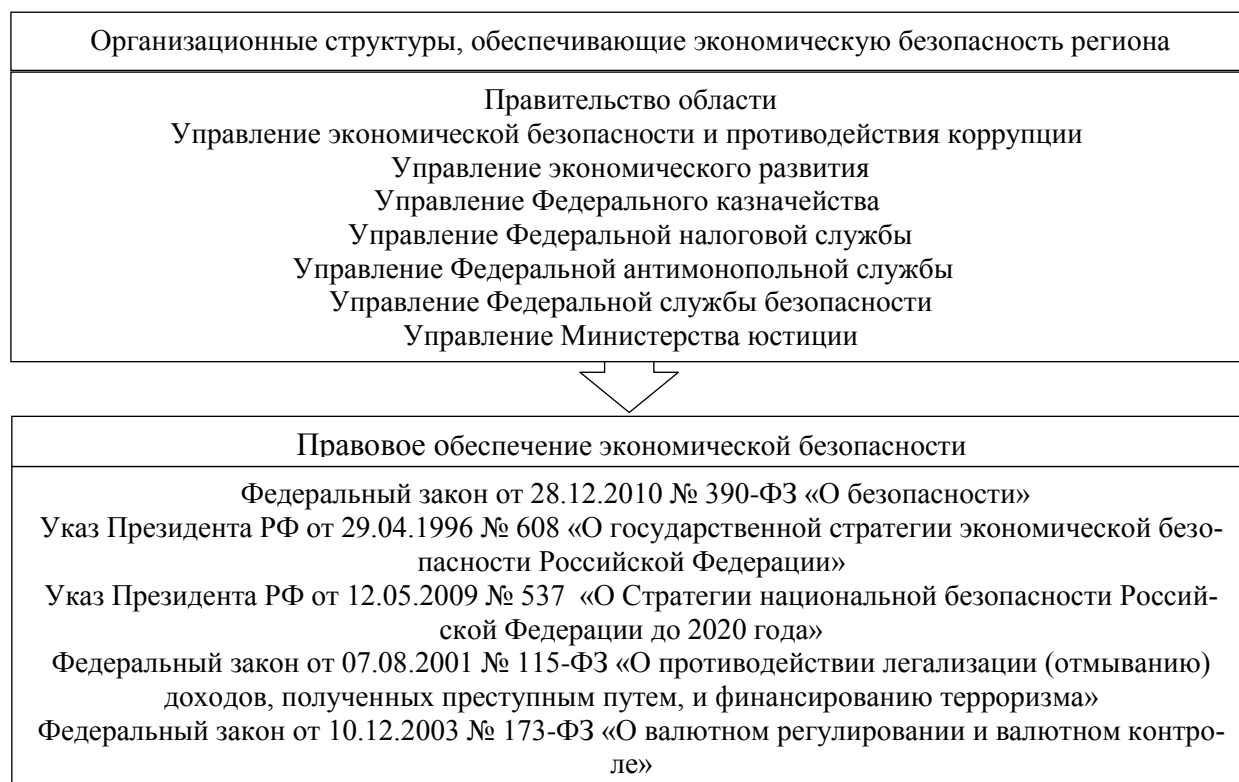 Организационные структуры, обеспечивающие экономическую безопасность региона
Правительство области
Управление экономической безопасности и противодействия коррупции
Управление экономического развития
Управление Федерального казначейства
Управление Федеральной налоговой службы
Управление Федеральной антимонопольной службы
Управление Федеральной службы безопасности
Управление Министерства юстиции
Правовое обеспечение экономической безопасности
Федеральный закон от 28.12.2010 № 390-ФЗ «О безопасности»
Указ Президента РФ от 29.04.1996 № 608 «О государственной стратегии экономической безо-
пасности Российской Федерации»
Указ Президента РФ от 12.05.2009 № 537 «О Стратегии национальной безопасности Россий-
ской Федерации до 2020 года»
Федеральный закон от 07.08.2001 № 115-ФЗ «О противодействии легализации (отмыванию)
доходов, полученных преступным путем, и финансированию терроризма»
Федеральный закон от 10.12.2003 № 173-ФЗ «О валютном регулировании и валютном контро-
ле»